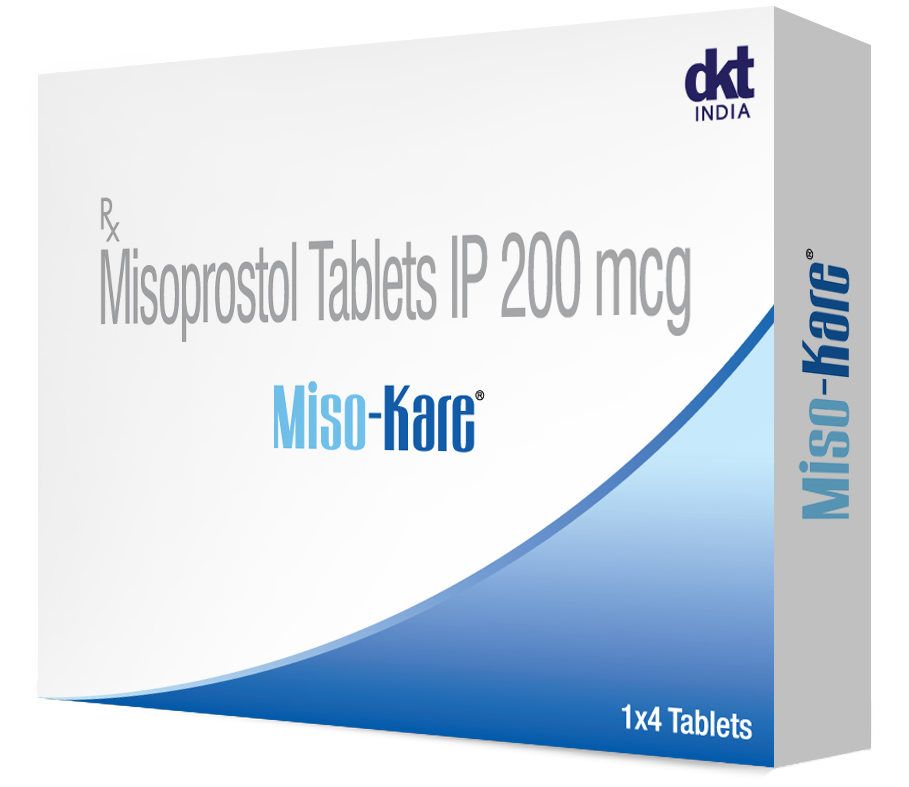 dkt
INDIA
Rx
Misoprostol Tablets IP 200 mcg
Miso-Kare®
1x4 Tablets
Miso-Kare®